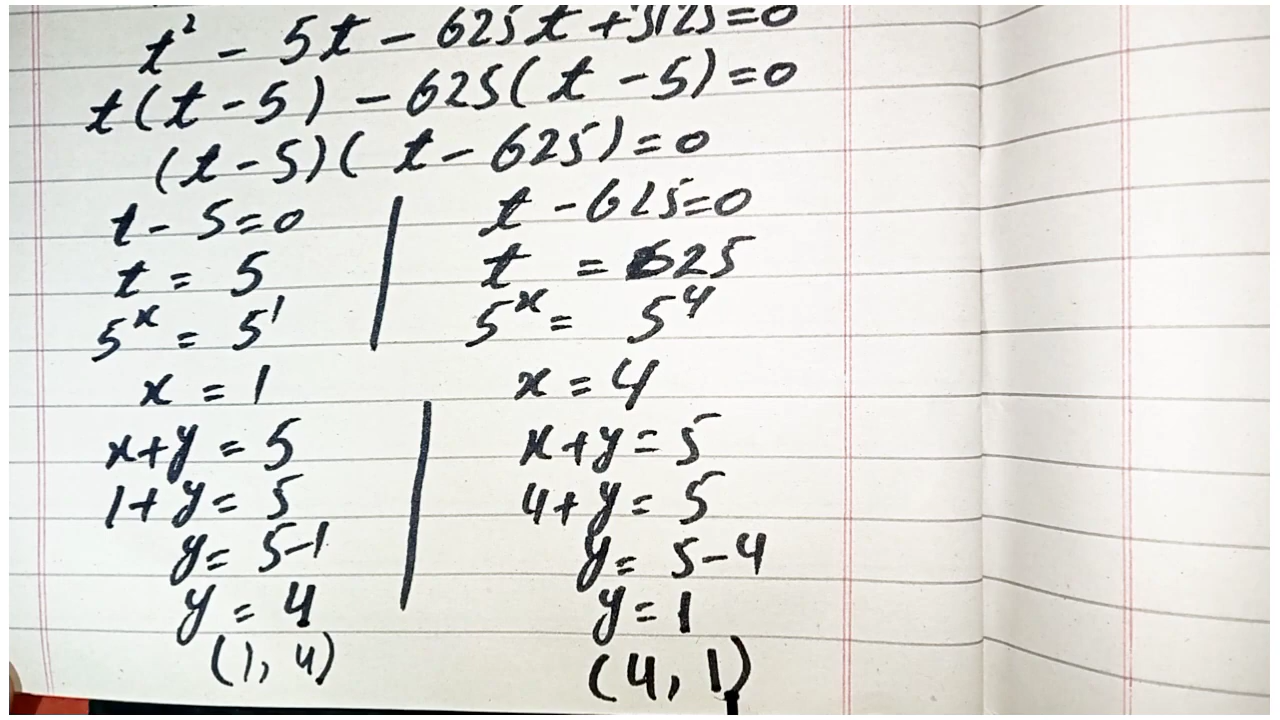 t² - 5t - 625t + 3125 = 0
t(t - 5) - 625(t - 5) = 0
(t - 5)(t - 625) = 0
t - 5 = 0
t = 5
5ˣ = 5¹
x = 1
x + y = 5
1 + y = 5
y = 5 - 1
y = 4
(1, 4)
t - 625 = 0
t = 625
5ˣ = 5⁴
x = 4
x + y = 5
4 + y = 5
y = 5 - 4
y = 1
(4, 1)